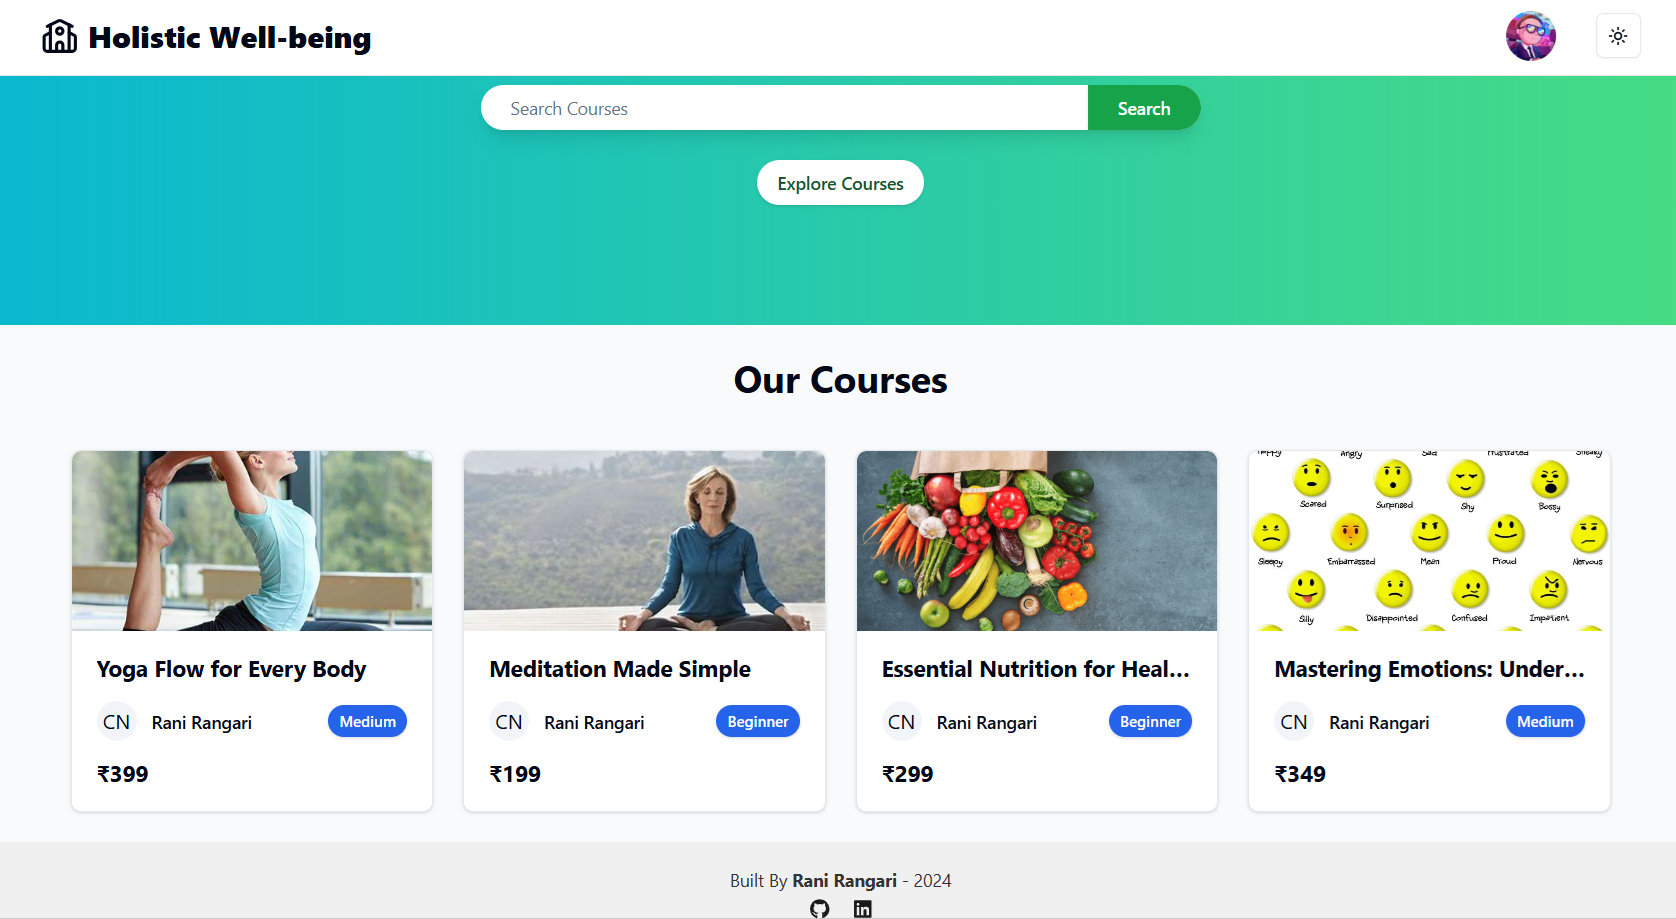 Holistic Well-being
Search Courses
Search
Explore Courses
Our Courses
Happy Angry Sad Frustrated Sneaky
Scared Surprised Shy Bossy
Sleepy Embarrassed Mean Proud Nervous
Silly Disappointed Confused Impatient
Yoga Flow for Every Body
CN Rani Rangari Medium
₹399
Meditation Made Simple
CN Rani Rangari Beginner
₹199
Essential Nutrition for Heal...
CN Rani Rangari Beginner
₹299
Mastering Emotions: Under...
CN Rani Rangari Medium
₹349
Built By Rani Rangari - 2024